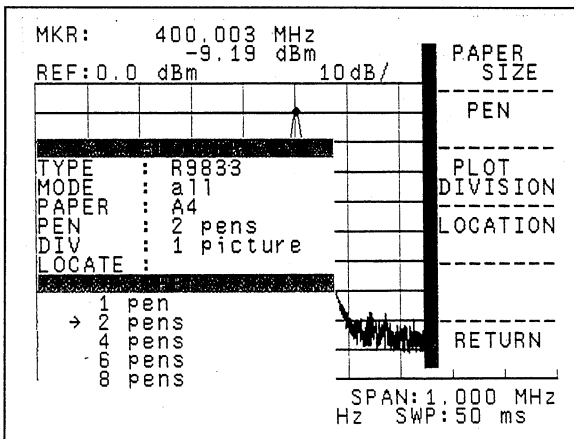 MKR: 400.003 MHz
-9.19 dBm
REF:0.0 dBm 10dB/
TYPE : R9833
MODE : all
PAPER : A4
PEN : 2 pens
DIV : 1 picture
LOCATE :
1 pen
→ 2 pens
4 pens
6 pens
8 pens
PAPER
SIZE
PEN
PLOT
DIVISION
LOCATION
RETURN
SPAN:1.000 MHz
Hz SWP:50 ms